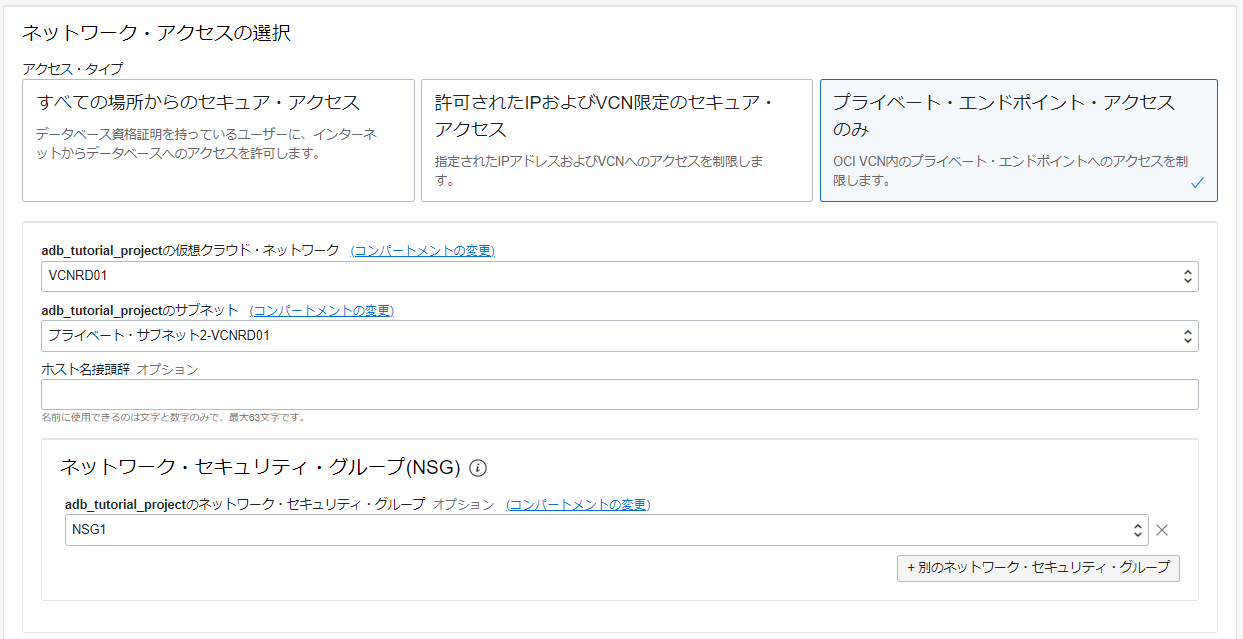 ネットワーク・アクセスの選択
アクセス・タイプ
すべての場所からのセキュア・アクセス
データベース資格証明を持っているユーザーに、インターネ
ットからデータベースへのアクセスを許可します。
許可されたIPおよびVCN限定のセキュア・
アクセス
指定されたIPアドレスおよびVCNへのアクセスを制限しま
す。
プライベート・エンドポイント・アクセス
のみ
OCI VCN内のプライベート・エンドポイントへのアクセスを制
限します。
adb_tutorial_projectの仮想クラウド・ネットワーク (コンパートメントの変更)
VCNRD01
adb_tutorial_projectのサブネット (コンパートメントの変更)
プライベート・サブネット2-VCNRD01
ホスト名接頭辞 オプション
名前に使用できるのは文字と数字のみで、最大63文字です。
ネットワーク・セキュリティ・グループ(NSG)
adb_tutorial_projectのネットワーク・セキュリティ・グループ オプション (コンパートメントの変更)
NSG1
+ 別のネットワーク・セキュリティ・グループ